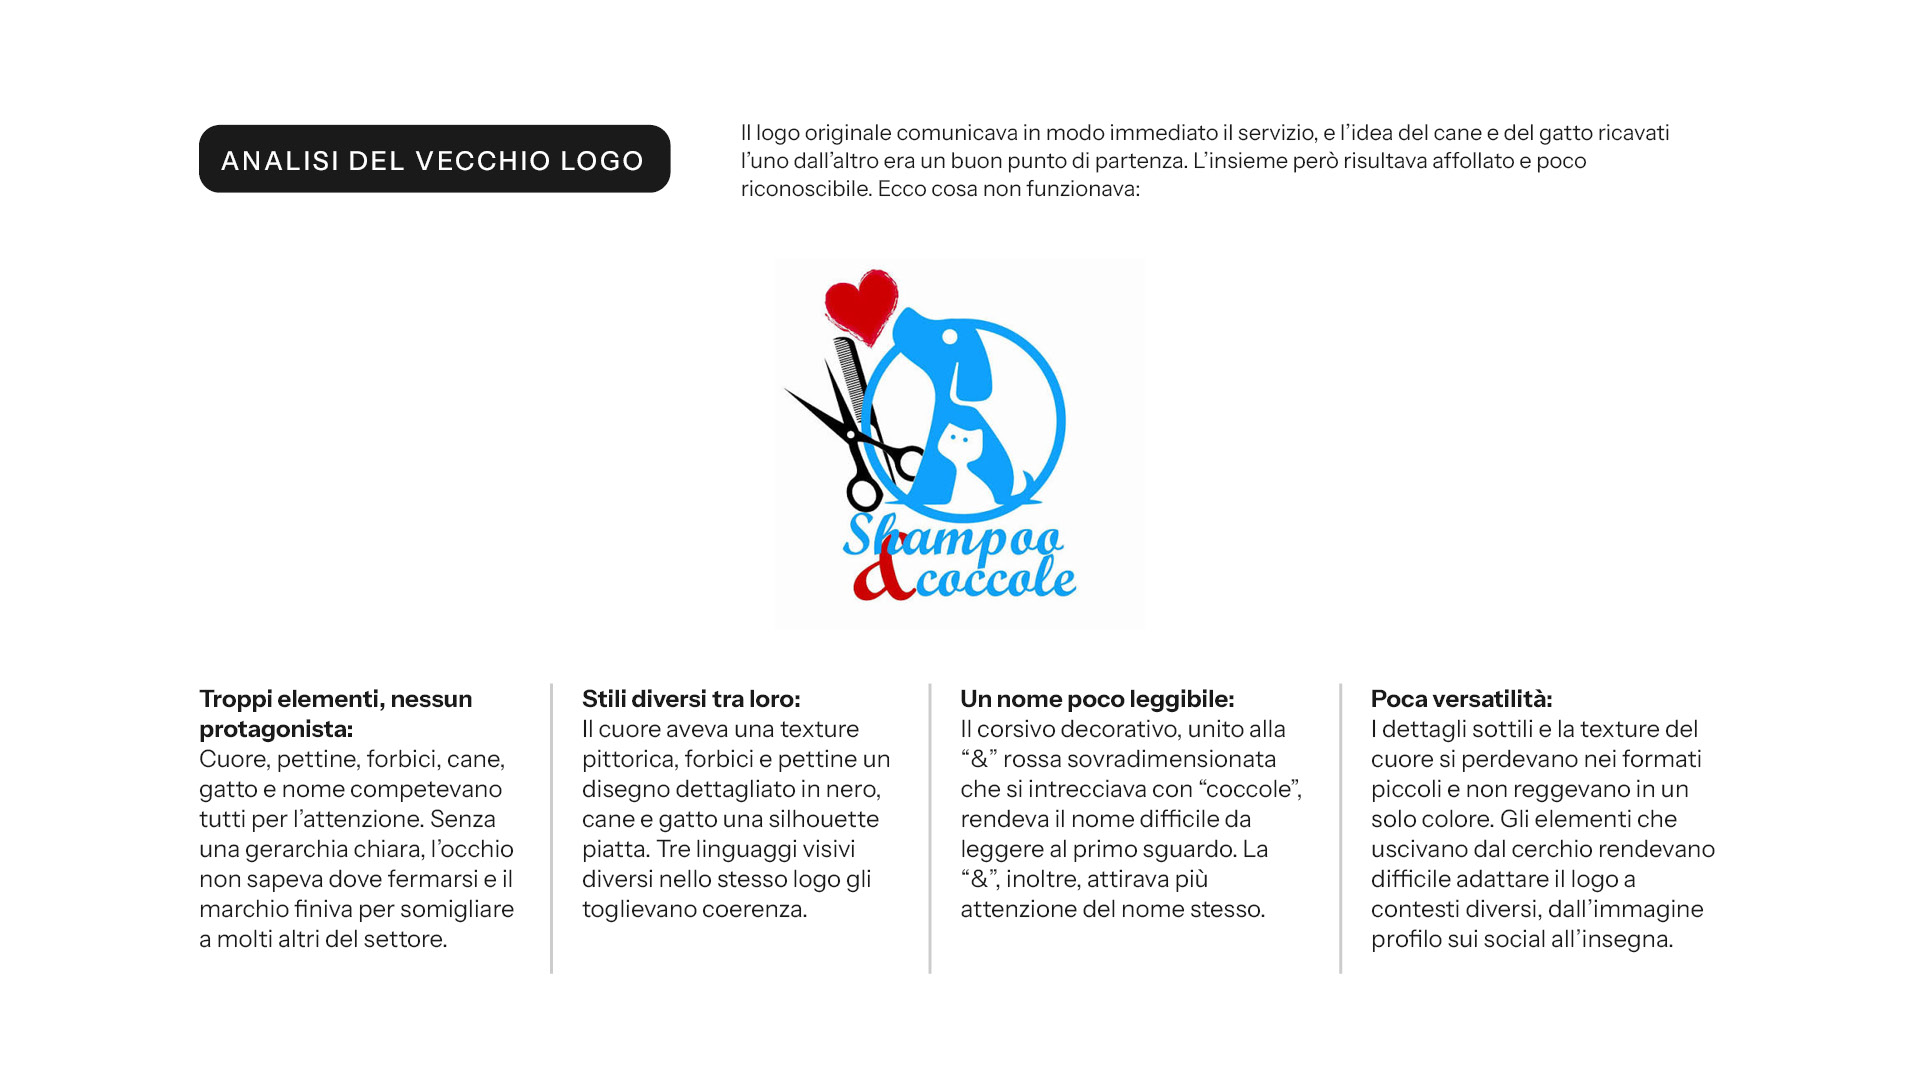 ANALISI DEL VECCHIO LOGO
Il logo originale comunicava in modo immediato il servizio, e l’idea del cane e del gatto ricavati
l’uno dall’altro era un buon punto di partenza. L’insieme però risultava affollato e poco
riconoscibile. Ecco cosa non funzionava:
Shampoo
&coccole
Troppi elementi, nessun
protagonista:
Cuore, pettine, forbici, cane,
gatto e nome competevano
tutti per l’attenzione. Senza
una gerarchia chiara, l’occhio
non sapeva dove fermarsi e il
marchio finiva per somigliare
a molti altri del settore.
Stili diversi tra loro:
Il cuore aveva una texture
pittorica, forbici e pettine un
disegno dettagliato in nero,
cane e gatto una silhouette
piatta. Tre linguaggi visivi
diversi nello stesso logo gli
toglievano coerenza.
Un nome poco leggibile:
Il corsivo decorativo, unito alla
“&” rossa sovradimensionata
che si intrecciava con “coccole”,
rendeva il nome difficile da
leggere al primo sguardo. La
“&”, inoltre, attirava più
attenzione del nome stesso.
Poca versatilità:
I dettagli sottili e la texture del
cuore si perdevano nei formati
piccoli e non reggevano in un
solo colore. Gli elementi che
uscivano dal cerchio rendevano
difficile adattare il logo a
contesti diversi, dall’immagine
profilo sui social all’insegna.